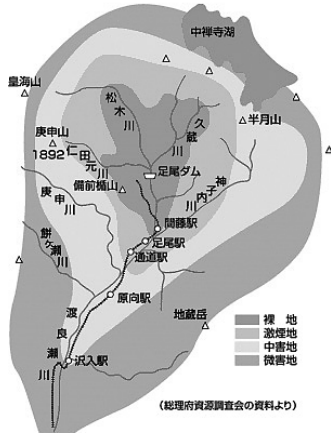 中禅寺湖
皇海山
松木川
久蔵川
半月山
庚申山
1892
仁田元川
足尾ダム
備前楯山
神子内川
庚申川
間藤駅
足尾駅
通道駅
餅ヶ瀬川
原向駅
渡良瀬川
地蔵岳
沢入駅
裸 地
激煙地
中害地
微害地
(総理府資源調査会の資料より)